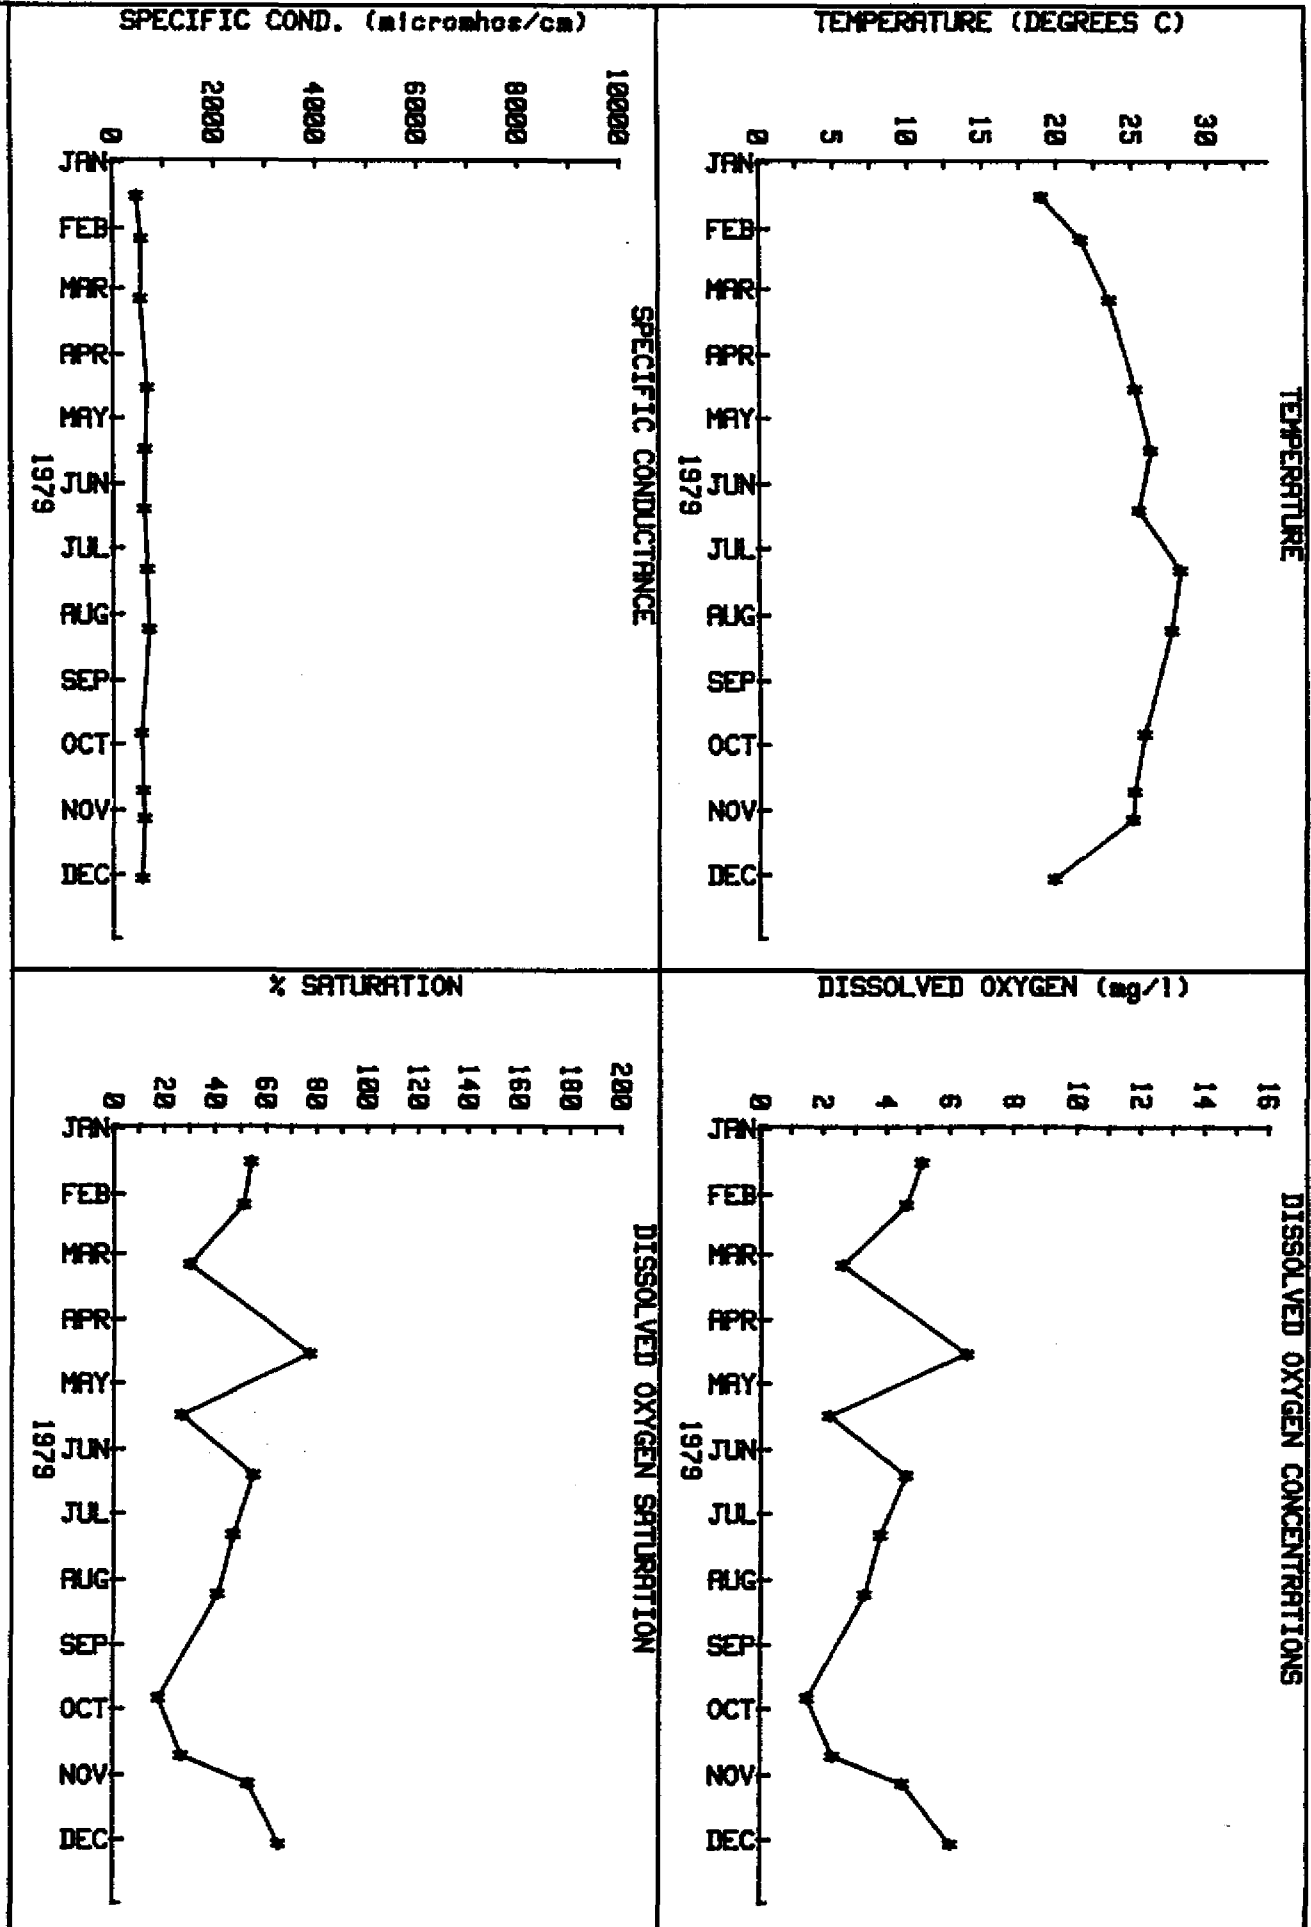 TEMPERATURE
TEMPERATURE (DEGREES C)
30
25
20
15
10
5
0
JAN
FEB
MAR
APR
MAY
JUN
JUL
AUG
SEP
OCT
NOV
DEC
1979
DISSOLVED OXYGEN CONCENTRATIONS
DISSOLVED OXYGEN (mg/l)
16
14
12
10
8
6
4
2
0
JAN
FEB
MAR
APR
MAY
JUN
JUL
AUG
SEP
OCT
NOV
DEC
1979
SPECIFIC CONDUCTANCE
SPECIFIC COND. (micromhos/cm)
10000
8000
6000
4000
2000
0
JAN
FEB
MAR
APR
MAY
JUN
JUL
AUG
SEP
OCT
NOV
DEC
1979
DISSOLVED OXYGEN SATURATION
% SATURATION
200
180
160
140
120
100
80
60
40
20
0
JAN
FEB
MAR
APR
MAY
JUN
JUL
AUG
SEP
OCT
NOV
DEC
1979